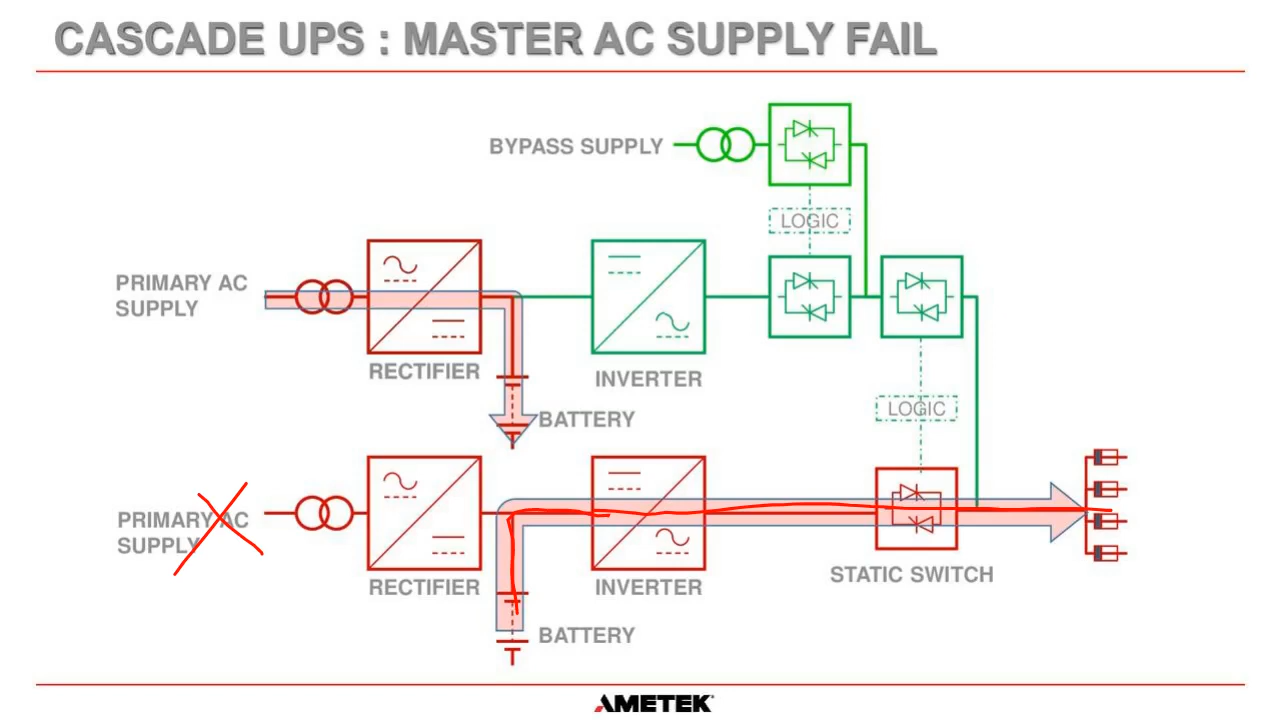 CASCADE UPS : MASTER AC SUPPLY FAIL
BYPASS SUPPLY
LOGIC
PRIMARY AC
SUPPLY
RECTIFIER
INVERTER
BATTERY
LOGIC
PRIMARY AC
SUPPLY
RECTIFIER
INVERTER
STATIC SWITCH
BATTERY
AMETEK